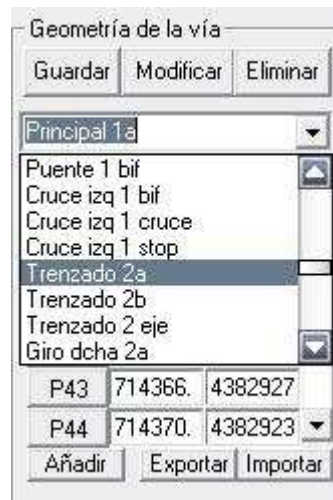 Geometría de la vía
Guardar Modificar Eliminar
Principal 1a
Puente 1 bif
Cruce izq 1 bif
Cruce izq 1 cruce
Cruce izq 1 stop
Trenzado 2a
Trenzado 2b
Trenzado 2 eje
Giro dcha 2a
P43 714366. 4382927
P44 714370. 4382923
Añadir Exportar Importar